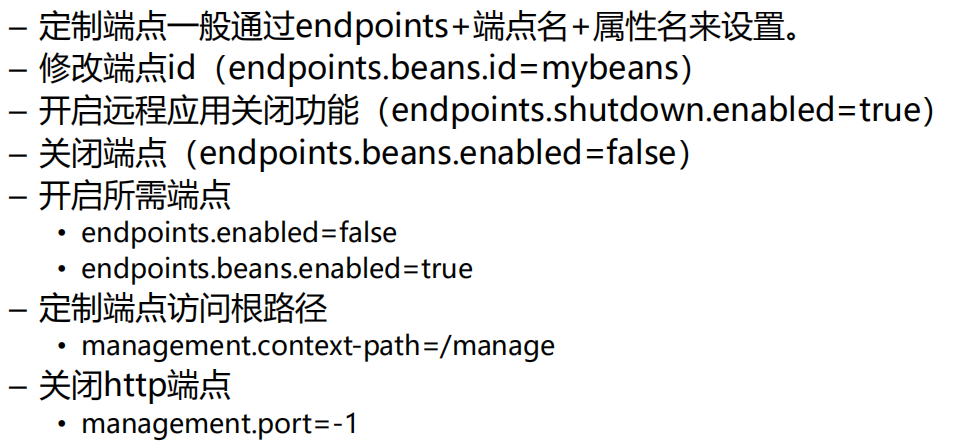 – 定制端点一般通过endpoints+端点名+属性名来设置。
– 修改端点id（endpoints.beans.id=mybeans）
– 开启远程应用关闭功能（endpoints.shutdown.enabled=true）
– 关闭端点（endpoints.beans.enabled=false）
– 开启所需端点
• endpoints.enabled=false
• endpoints.beans.enabled=true
– 定制端点访问根路径
• management.context-path=/manage
– 关闭http端点
• management.port=-1